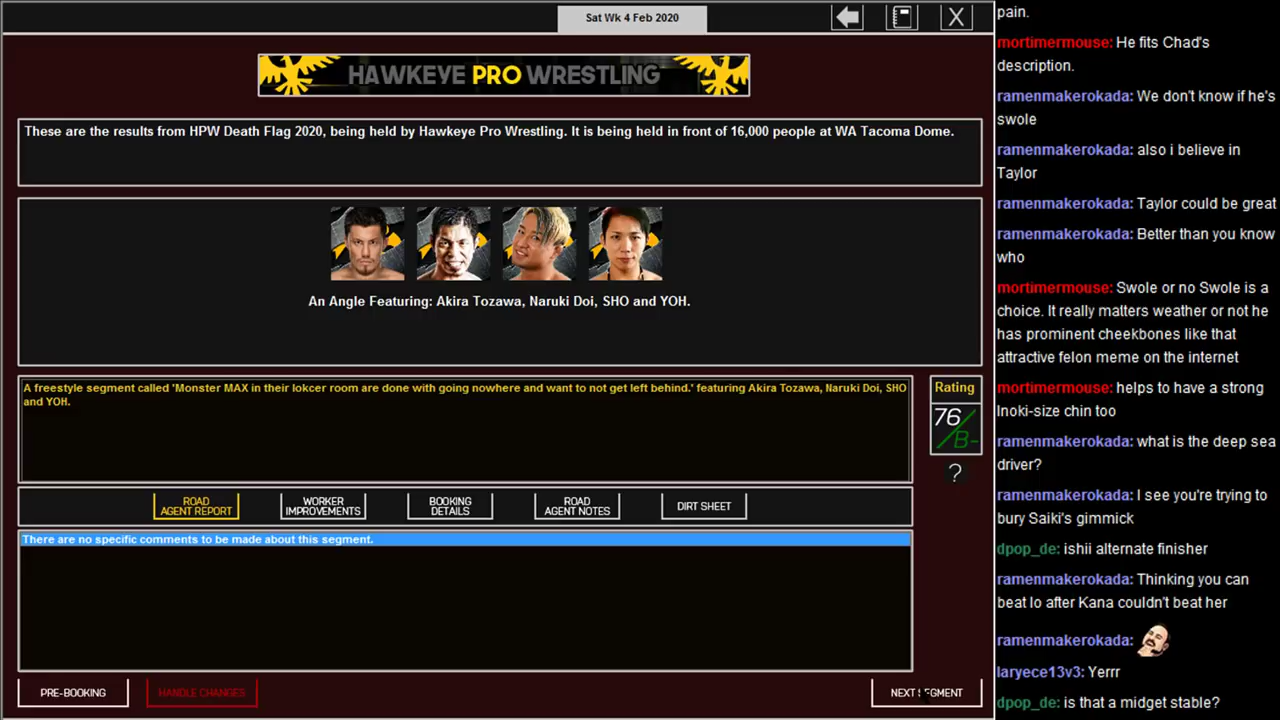 Sat Wk 4 Feb 2020
HAWKEYE PRO WRESTLING
These are the results from HPW Death Flag 2020, being held by Hawkeye Pro Wrestling. It is being held in front of 16,000 people at WA Tacoma Dome.
An Angle Featuring: Akira Tozawa, Naruki Doi, SHO and YOH.
A freestyle segment called 'Monster MAX in their lokcer room are done with going nowhere and want to not get left behind.' featuring Akira Tozawa, Naruki Doi, SHO
and YOH.
Rating
76
B-
?
ROAD
AGENT REPORT
WORKER
IMPROVEMENTS
BOOKING
DETAILS
ROAD
AGENT NOTES
DIRT SHEET
There are no specific comments to be made about this segment.
PRE-BOOKING
HANDLE CHANGES
NEXT SEGMENT
pain.
mortimermouse: He fits Chad's
description.
ramenmakerokada: We don't know if he's
swole
ramenmakerokada: also i believe in
Taylor
ramenmakerokada: Taylor could be great
ramenmakerokada: Better than you know
who
mortimermouse: Swole or no Swole is a
choice. It really matters weather or not he
has prominent cheekbones like that
attractive felon meme on the internet
mortimermouse: helps to have a strong
Inoki-size chin too
ramenmakerokada: what is the deep sea
driver?
ramenmakerokada: I see you're trying to
bury Saiki's gimmick
dpop_de: ishii alternate finisher
ramenmakerokada: Thinking you can
beat Io after Kana couldn't beat her
ramenmakerokada:
laryece13v3: Yerrr
dpop_de: is that a midget stable?